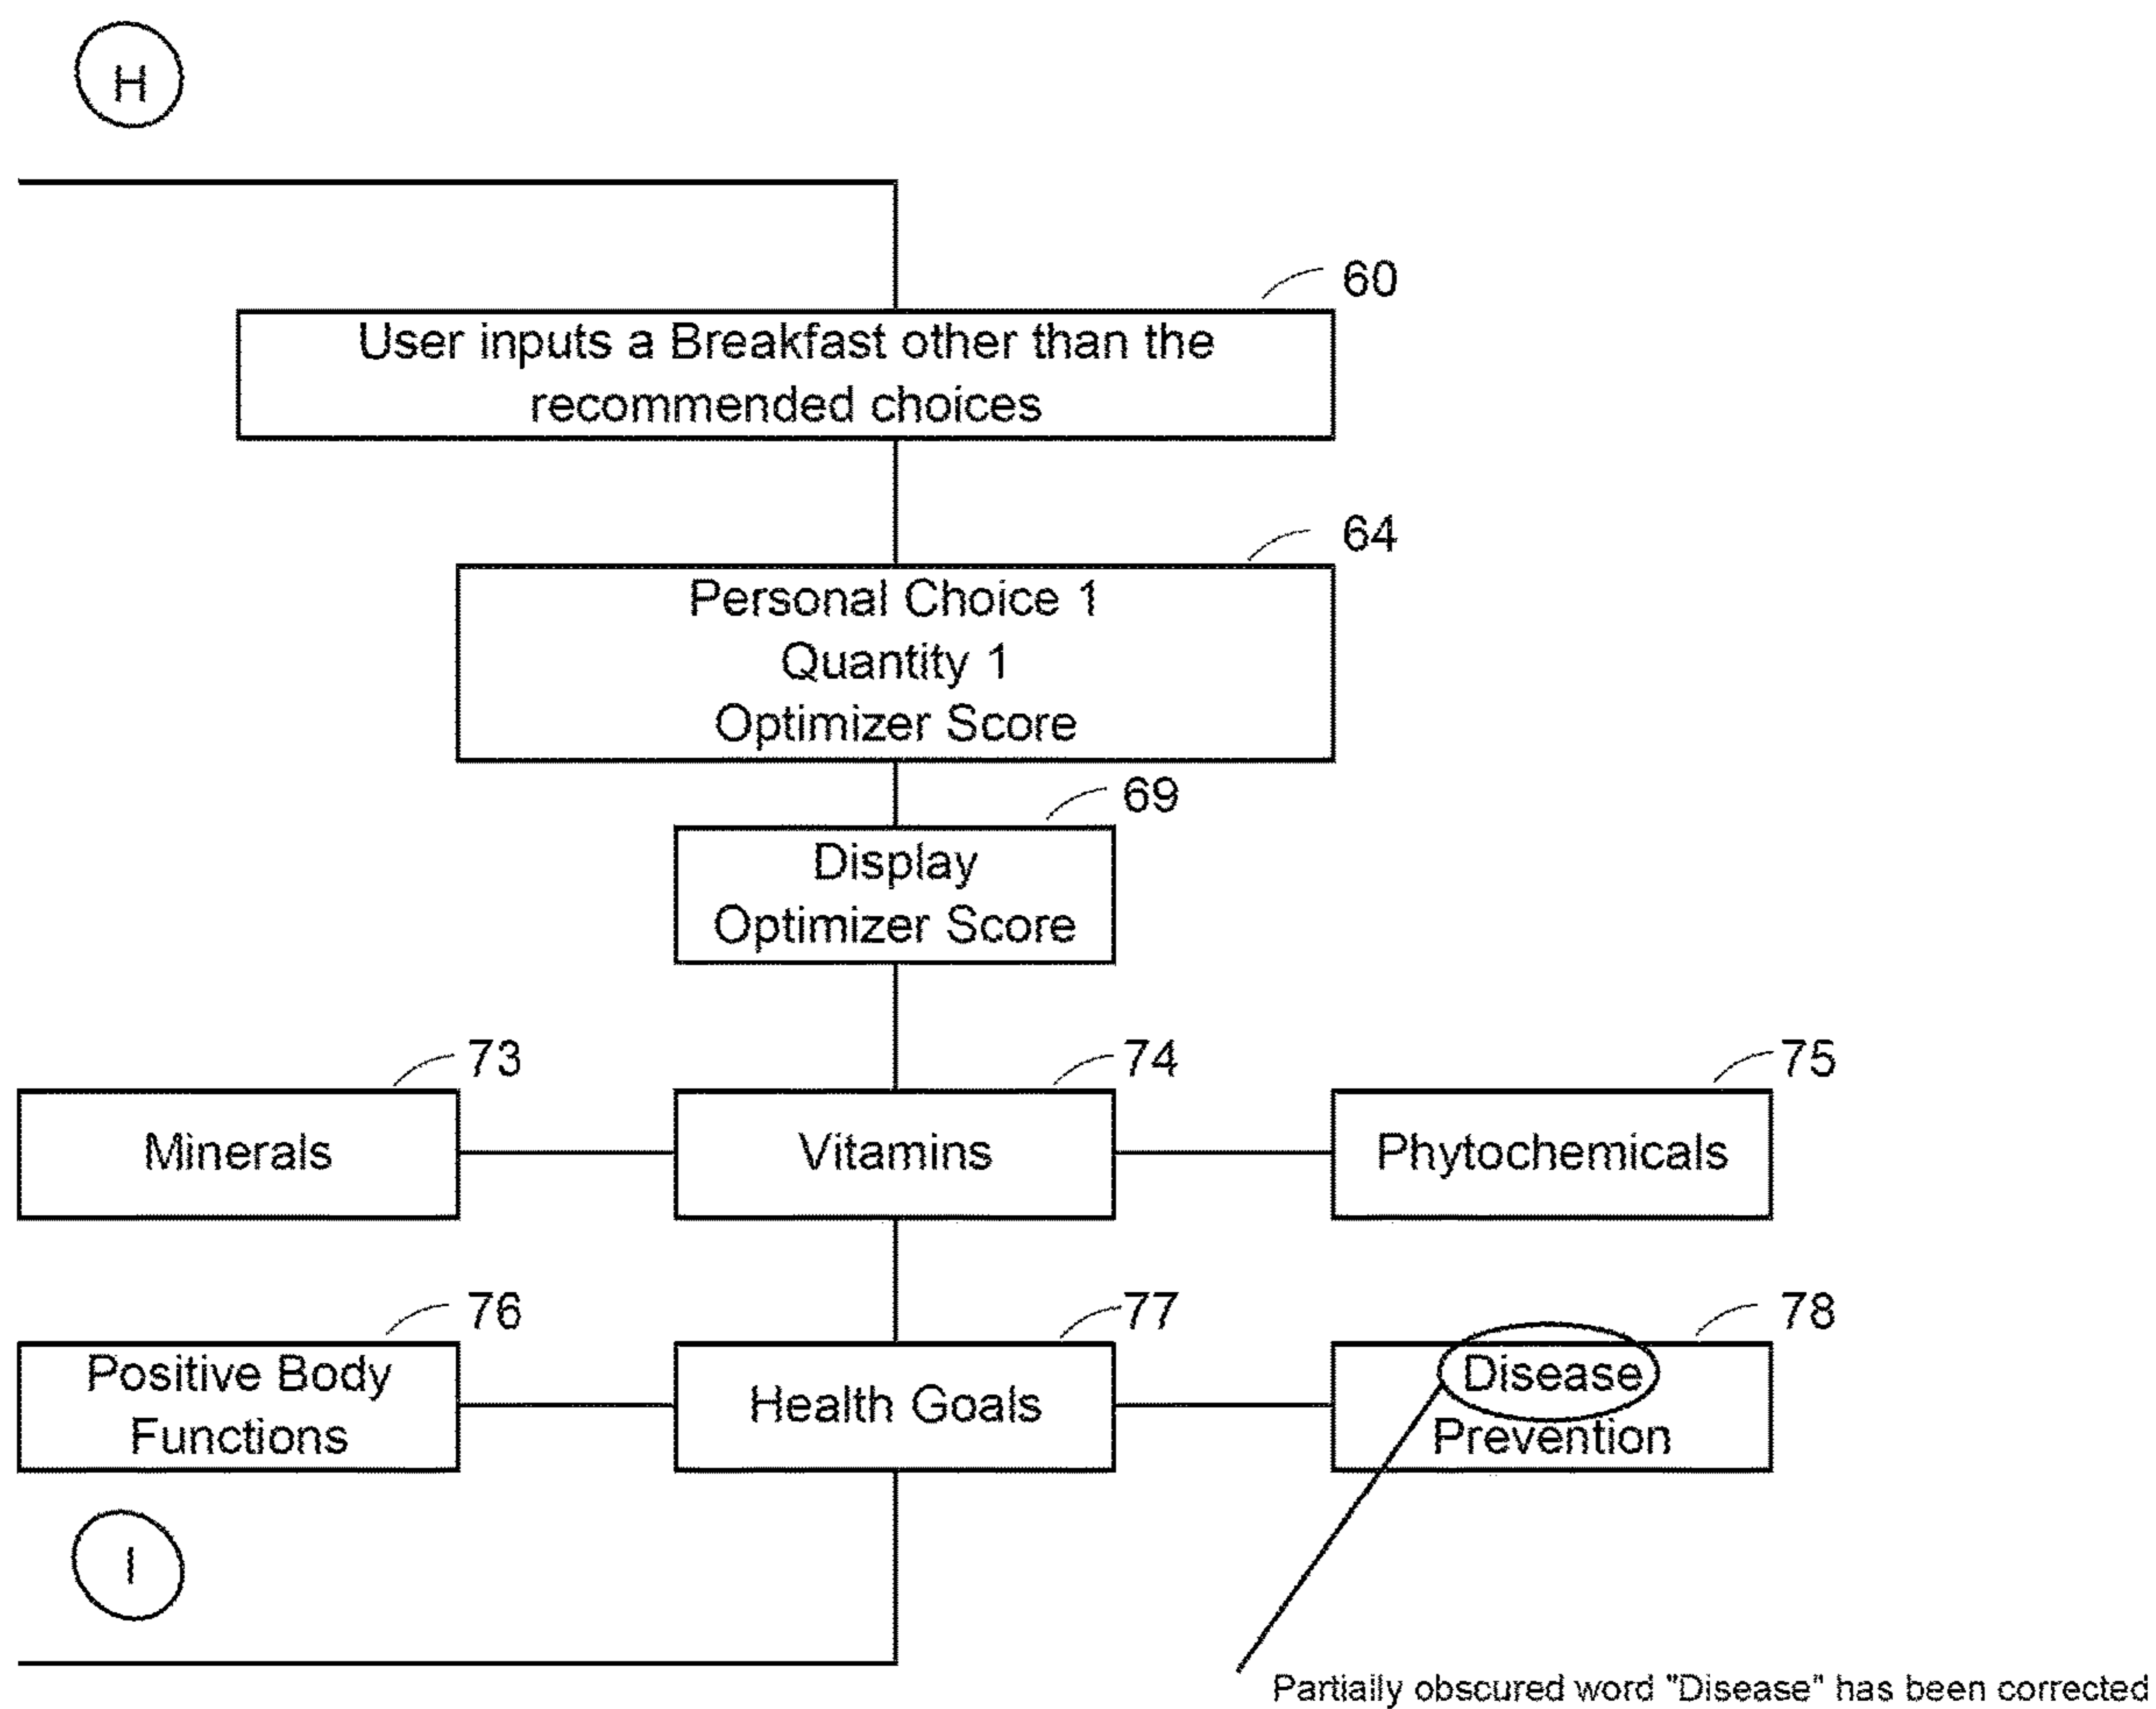 H
60
User inputs a Breakfast other than the
recommended choices
64
Personal Choice 1
Quantity 1
Optimizer Score
69
Display
Optimizer Score
73
74
75
Minerals
Vitamins
Phytochemicals
76
77
78
Positive Body
Functions
Health Goals
Disease
Prevention
I
Partially obscured word "Disease" has been corrected